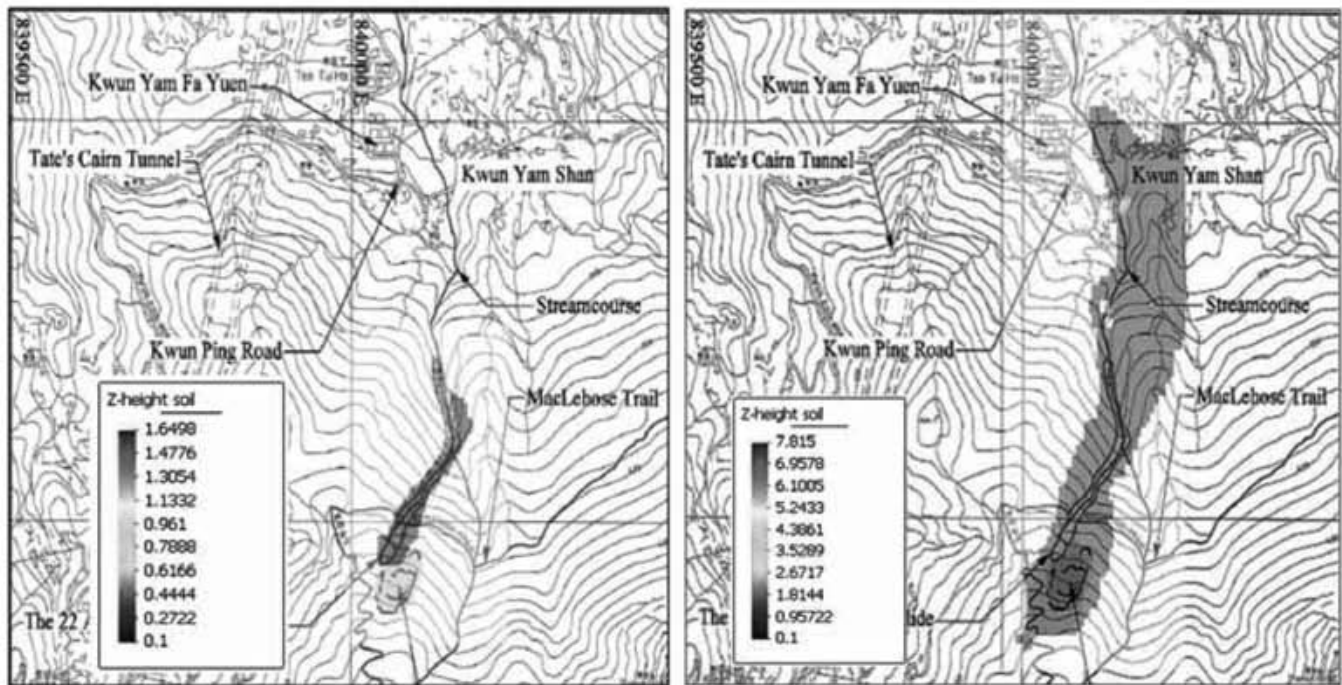 839500 E
840000 E
Kwun Yam Fa Yuen
Tate's Cairn Tunnel
Kwun Yam Shan
Streamcourse
Kwun Ping Road
MacLehose Trail
Z-height soil
1.6498
1.4776
1.3054
1.1332
0.961
0.7888
0.6166
0.4444
0.2722
0.1
The 22
839500 E
840000 E
Kwun Yam Fa Yuen
Tate's Cairn Tunnel
Kwun Yam Shan
Streamcourse
Kwun Ping Road
MacLehose Trail
Z-height soil
7.815
6.9578
6.1005
5.2433
4.3861
3.5289
2.6717
1.8144
0.95722
0.1
The
lide